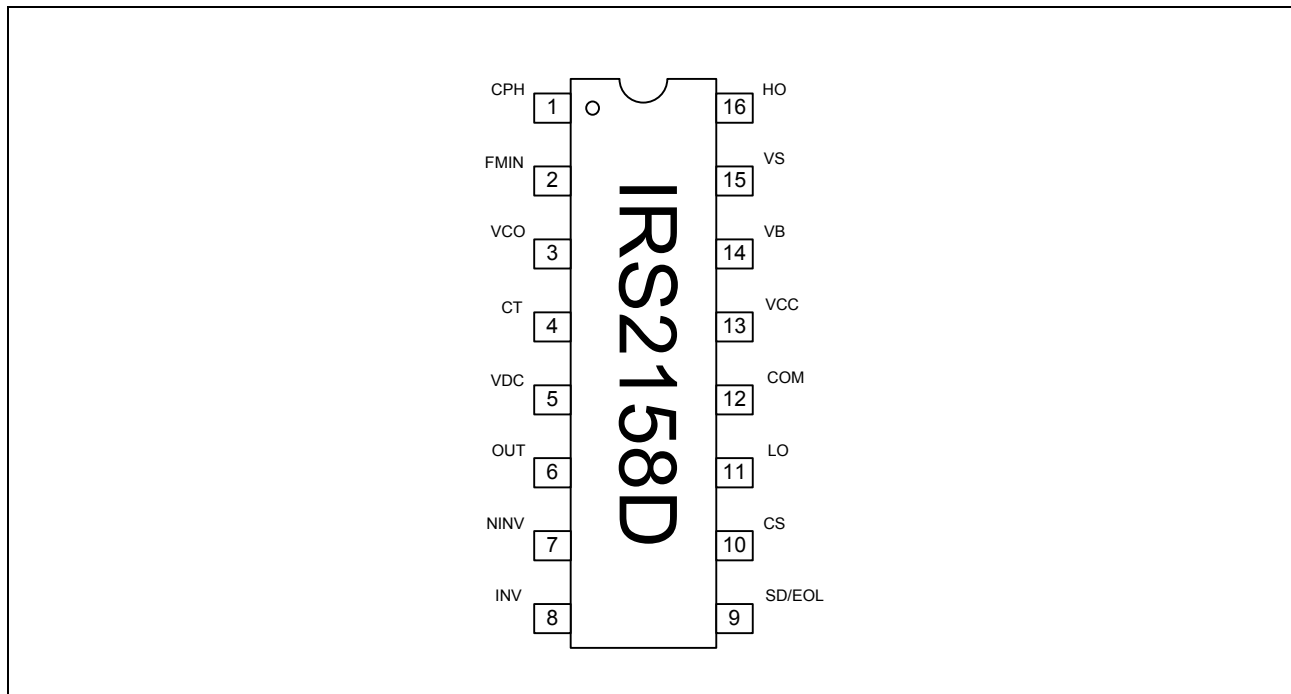 CPH 1 16 HO
FMIN 2 15 VS
VCO 3 14 VB
CT 4 13 VCC
VDC 5 12 COM
OUT 6 11 LO
NINV 7 10 CS
INV 8 9 SD/EOL
IRS2158D